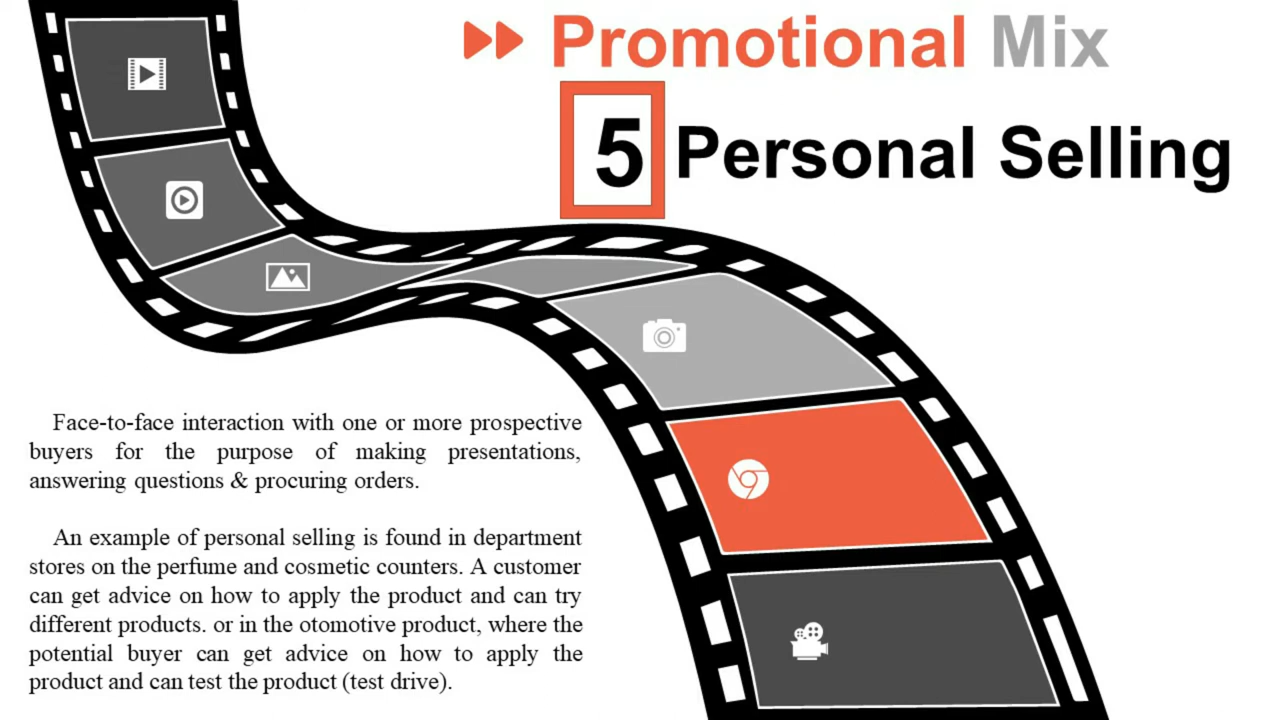 Promotional Mix
5 Personal Selling
Face-to-face interaction with one or more prospective
buyers for the purpose of making presentations,
answering questions & procuring orders.
An example of personal selling is found in department
stores on the perfume and cosmetic counters. A customer
can get advice on how to apply the product and can try
different products. or in the otomotive product, where the
potential buyer can get advice on how to apply the
product and can test the product (test drive).